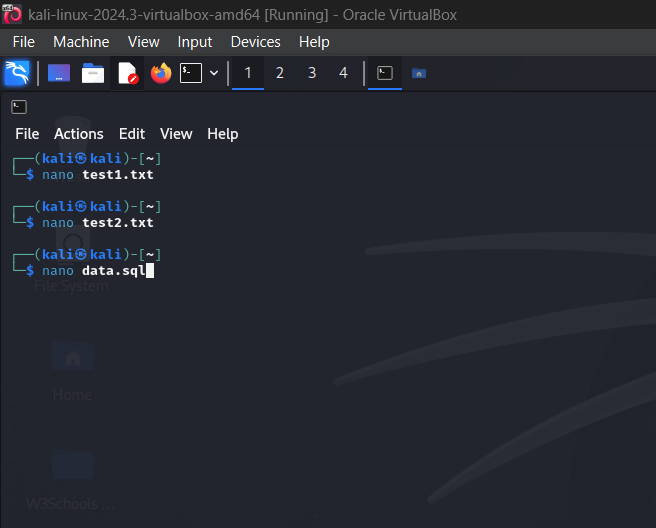 kali-linux-2024.3-virtualbox-amd64 [Running] - Oracle VirtualBox
File Machine View Input Devices Help
1 2 3 4
File Actions Edit View Help
┌──(kali㉿kali)-[~]
└─$ nano test1.txt
┌──(kali㉿kali)-[~]
└─$ nano test2.txt
┌──(kali㉿kali)-[~]
└─$ nano data.sql
File System
Home
W3Schools ...